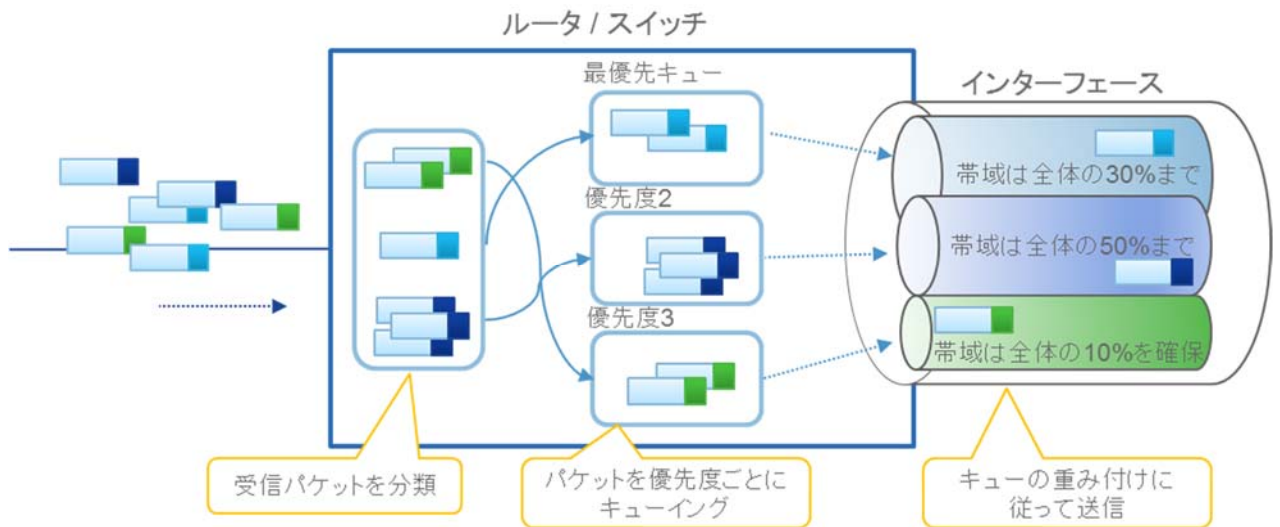 ルータ / スイッチ
最優先キュー
インターフェース
帯域は全体の30%まで
優先度2
帯域は全体の50%まで
優先度3
帯域は全体の10%を確保
受信パケットを分類
パケットを優先度ごとに
キューイング
キューの重み付けに
従って送信